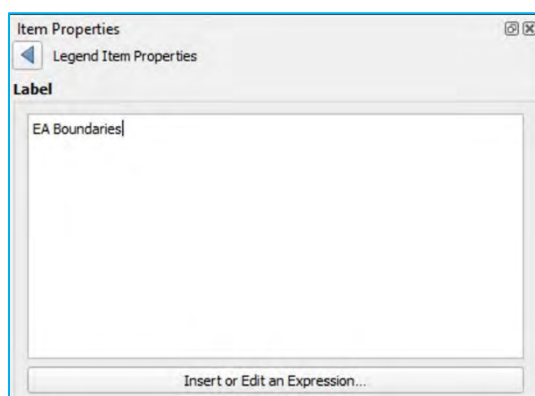 Item Properties
Legend Item Properties
Label
EA Boundaries
Insert or Edit an Expression...